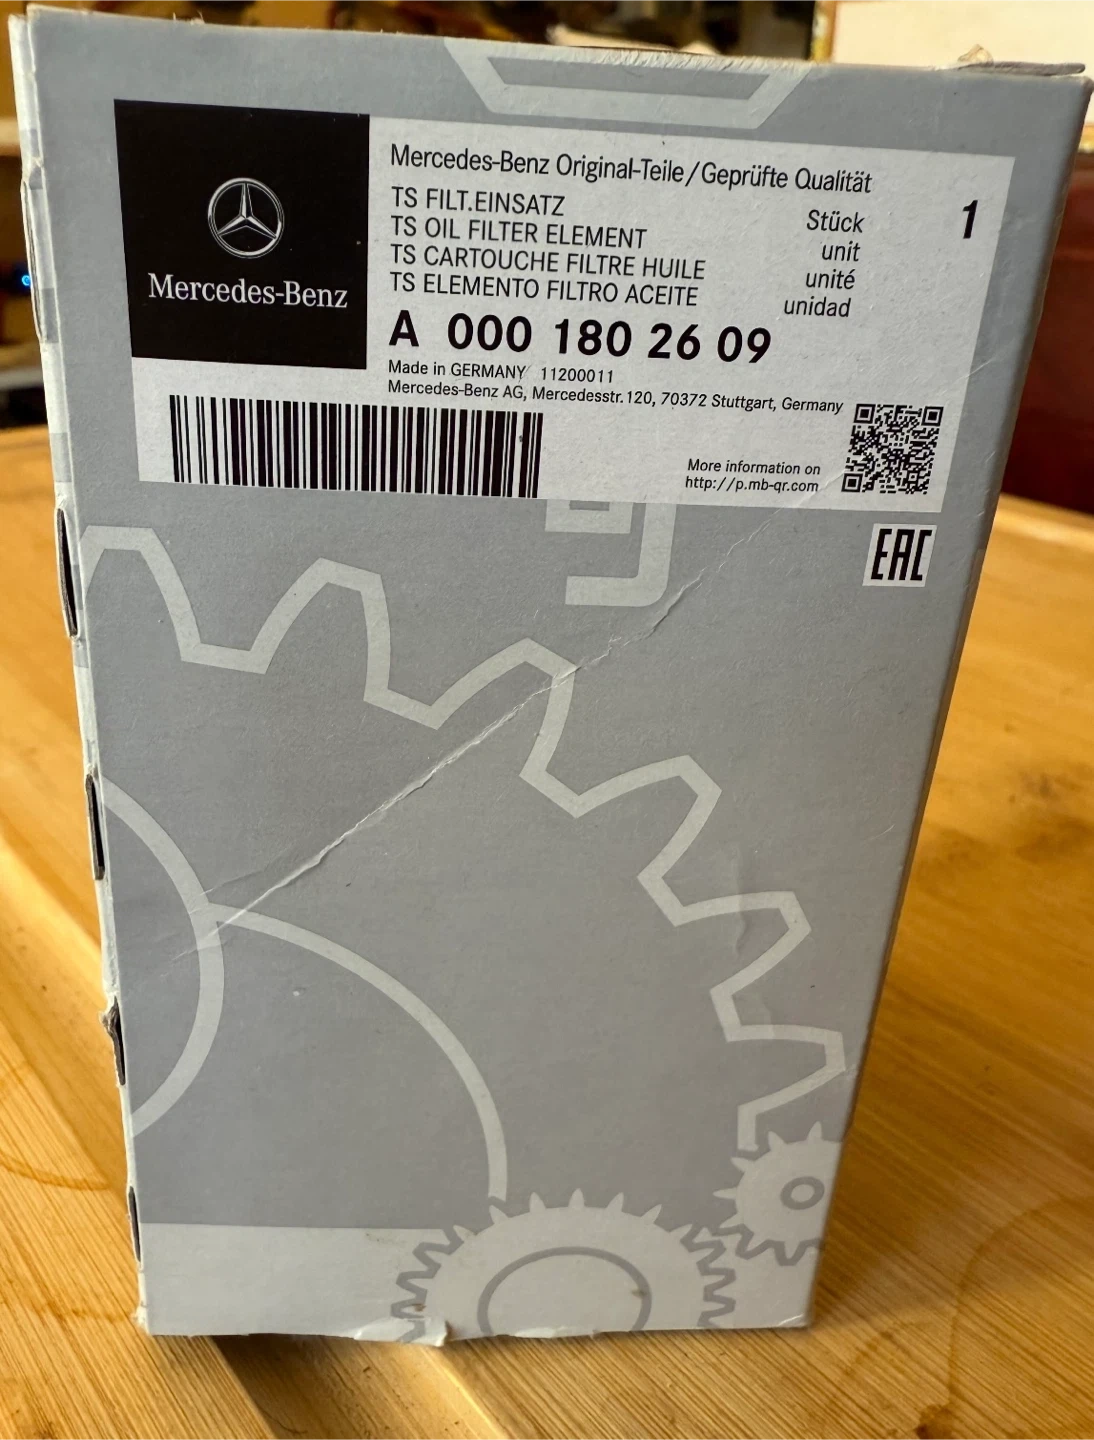 Mercedes-Benz
Mercedes-Benz Original-Teile/Geprüfte Qualität
TS FILT.EINSATZ Stück 1
TS OIL FILTER ELEMENT unit
TS CARTOUCHE FILTRE HUILE unité
TS ELEMENTO FILTRO ACEITE unidad
A 000 180 26 09
Made in GERMANY 11200011
Mercedes-Benz AG, Mercedesstr. 120, 70372 Stuttgart, Germany
More information on
http://p.mb-qr.com
EAC